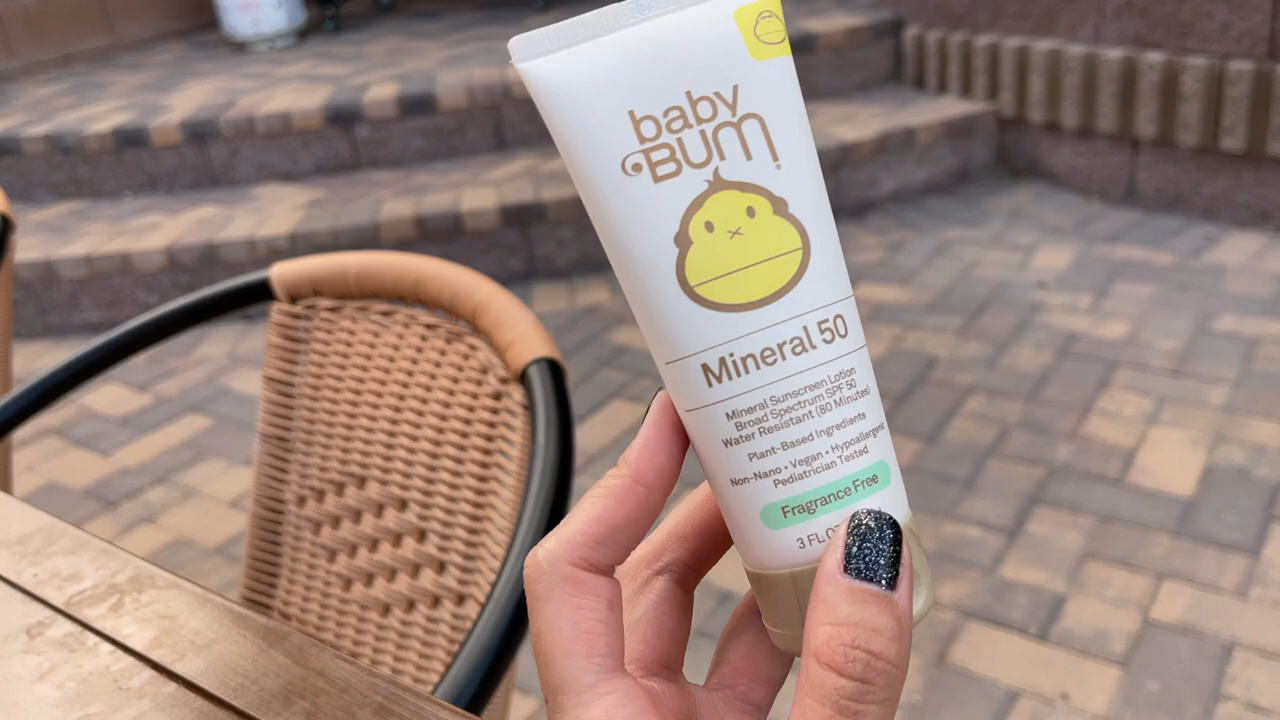 baby
BUM
Mineral 50
Mineral Sunscreen Lotion
Broad Spectrum SPF 50
Water Resistant (80 Minutes)
Plant-Based Ingredients
Non-Nano • Vegan • Hypoallergenic
Pediatrician Tested
Fragrance Free
3 FL